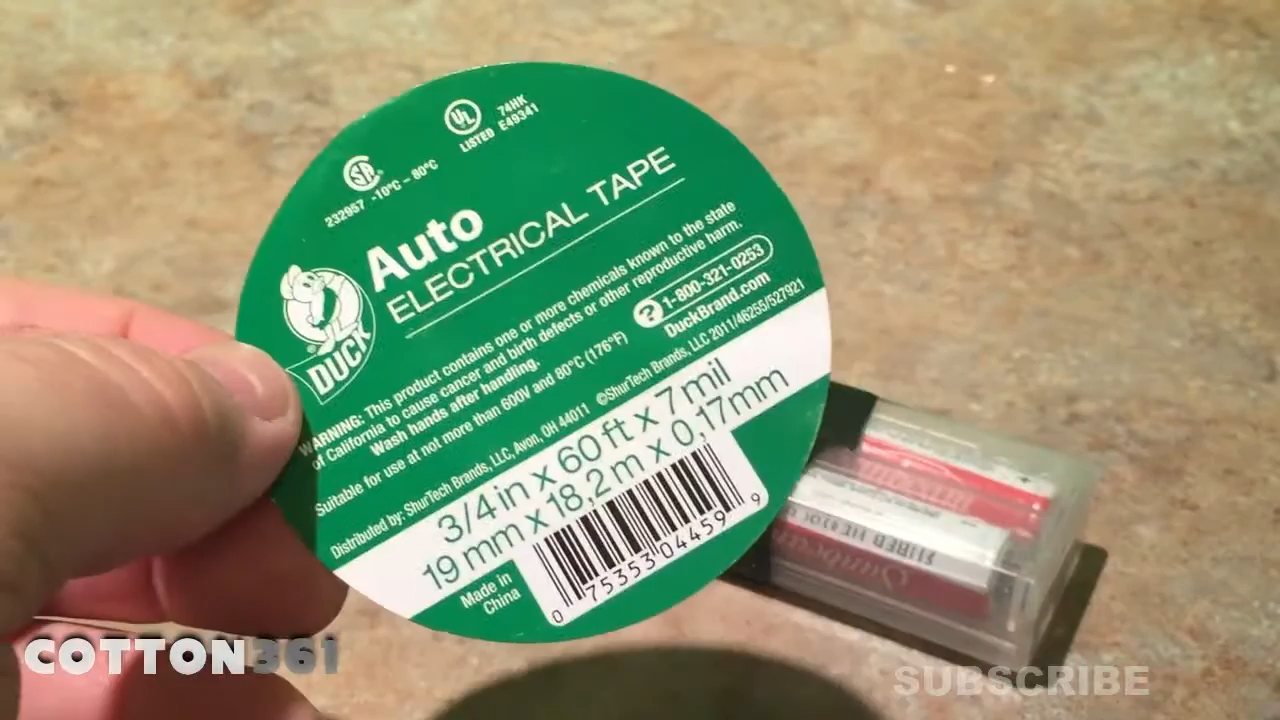 UL
LISTED
74HK
E49341
SA
232957 -10°C – 80°C
Auto
ELECTRICAL TAPE
DUCK
WARNING: This product contains one or more chemicals known to the state
of California to cause cancer and birth defects or other reproductive harm.
Wash hands after handling.
Suitable for use at not more than 600V and 80°C (176°F)
? 1-800-321-0253
DuckBrand.com
Distributed by: ShurTech Brands, LLC, Avon, OH 44011 ©ShurTech Brands, LLC 2011/46255/527921
3/4 in x 60 ft x 7 mil
19 mm x 18,2 m x 0,17mm
Made in
China
0 75353 04459 9
COTTON361
SUBSCRIBE